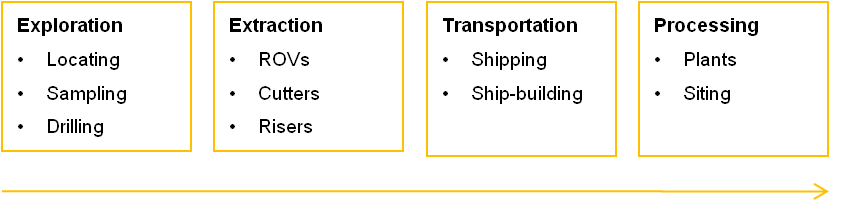 Exploration
• Locating
• Sampling
• Drilling
Extraction
• ROVs
• Cutters
• Risers
Transportation
• Shipping
• Ship-building
Processing
• Plants
• Siting